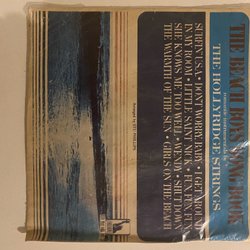 THE BEACH BOYS SONG BOOK
THE HOLLYRIDGE STRINGS
SURFIN' U.S.A. • DON'T WORRY BABY • I GET AROUND
IN MY ROOM • LITTLE SAINT NICK • FUN, FUN, FUN
SHE KNOWS ME TOO WELL • WENDY • SHUT DOWN
THE WARMTH OF THE SUN • GIRLS ON THE BEACH